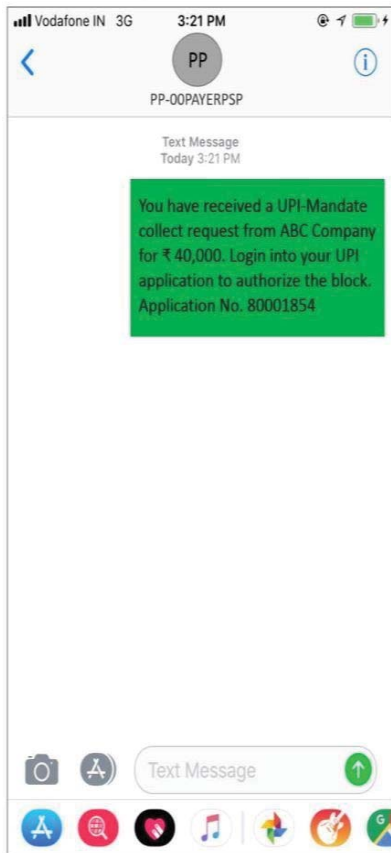 Vodafone IN 3G 3:21 PM
PP
PP-00PAYERPSP
Text Message
Today 3:21 PM
You have received a UPI-Mandate
collect request from ABC Company
for ₹ 40,000. Login into your UPI
application to authorize the block.
Application No. 80001854
Text Message
G